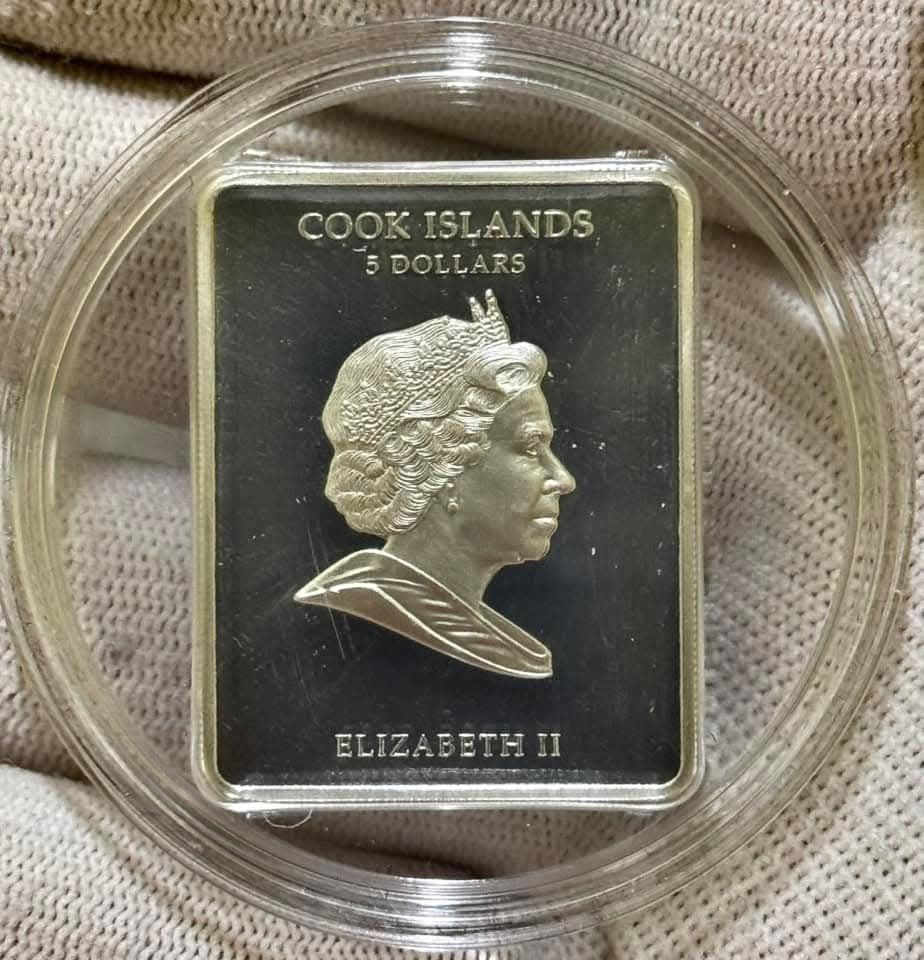 COOK ISLANDS
5 DOLLARS
ELIZABETH II